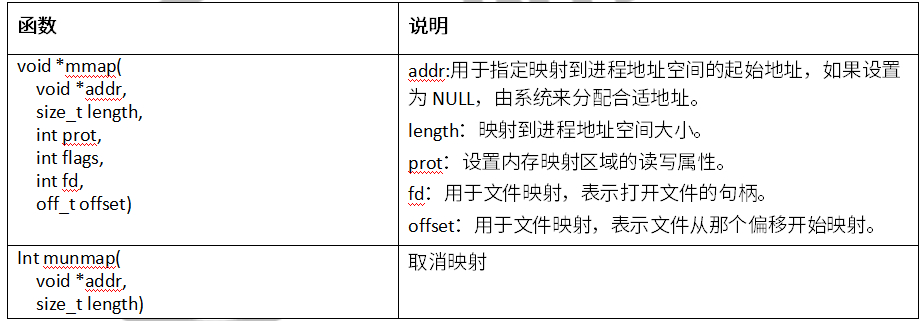 函数
说明
void *mmap(
void *addr,
size_t length,
int prot,
int flags,
int fd,
off_t offset)
addr:用于指定映射到进程地址空间的起始地址，如果设置
为 NULL，由系统来分配合适地址。
length：映射到进程地址空间大小。
prot：设置内存映射区域的读写属性。
fd：用于文件映射，表示打开文件的句柄。
offset：用于文件映射，表示文件从那个偏移开始映射。
Int munmap(
void *addr,
size_t length)
取消映射